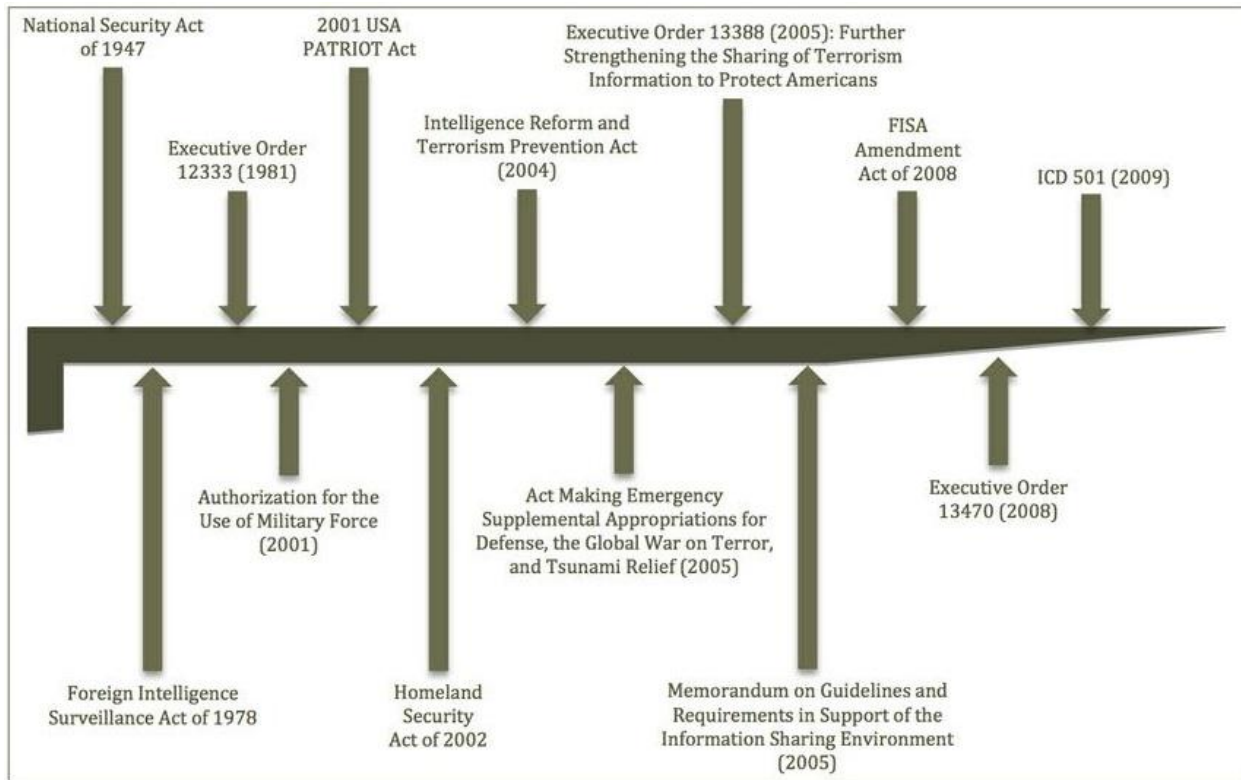 National Security Act
of 1947
2001 USA
PATRIOT Act
Executive Order 13388 (2005): Further
Strengthening the Sharing of Terrorism
Information to Protect Americans
Executive Order
12333 (1981)
Intelligence Reform and
Terrorism Prevention Act
(2004)
FISA
Amendment
Act of 2008
ICD 501 (2009)
Authorization for the
Use of Military Force
(2001)
Act Making Emergency
Supplemental Appropriations for
Defense, the Global War on Terror,
and Tsunami Relief (2005)
Executive Order
13470 (2008)
Foreign Intelligence
Surveillance Act of 1978
Homeland
Security
Act of 2002
Memorandum on Guidelines and
Requirements in Support of the
Information Sharing Environment
(2005)